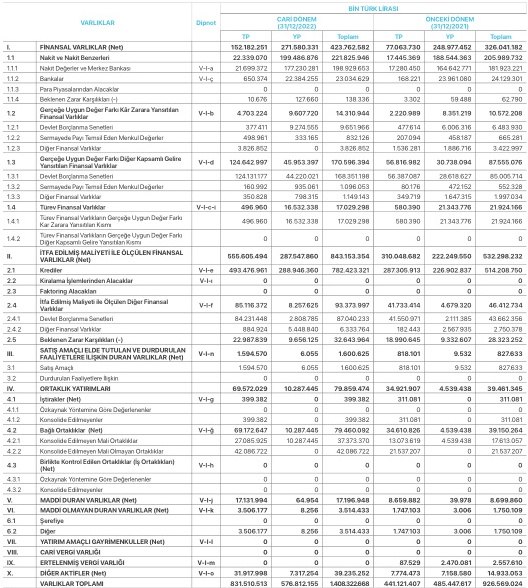 BİN TÜRK LİRASI
VARLIKLAR Dipnot CARİ DÖNEM (31/12/2022) ÖNCEKİ DÖNEM (31/12/2021)
TP YP Toplam TP YP Toplam
I. FİNANSAL VARLIKLAR (Net) 152.182.251 271.580.331 423.762.582 77.063.730 248.977.452 326.041.182
1.1 Nakit ve Nakit Benzerleri 22.339.070 199.486.876 221.825.946 17.445.369 188.544.363 205.989.732
1.1.1 Nakit Değerler ve Merkez Bankası V-I-a 21.699.372 177.230.281 198.929.653 17.280.450 164.642.771 181.923.221
1.1.2 Bankalar V-I-ç 650.374 22.384.255 23.034.629 168.221 23.961.080 24.129.301
1.1.3 Para Piyasalarından Alacaklar 0 0 0 0 0 0
1.1.4 Beklenen Zarar Karşılıkları (-) 10.676 127.660 138.336 3.302 59.488 62.790
1.2 Gerçeğe Uygun Değer Farkı Kâr Zarara Yansıtılan Finansal Varlıklar V-I-b 4.703.224 9.607.720 14.310.944 2.220.989 8.351.219 10.572.208
1.2.1 Devlet Borçlanma Senetleri 377.411 9.274.555 9.651.966 477.614 6.006.316 6.483.930
1.2.2 Sermayede Payı Temsil Eden Menkul Değerler 498.961 333.165 832.126 207.094 458.187 665.281
1.2.3 Diğer Finansal Varlıklar 3.826.852 0 3.826.852 1.536.281 1.886.716 3.422.997
1.3 Gerçeğe Uygun Değer Farkı Diğer Kapsamlı Gelire Yansıtılan Finansal Varlıklar V-I-d 124.642.997 45.953.397 170.596.394 56.816.982 30.738.094 87.555.076
1.3.1 Devlet Borçlanma Senetleri 124.131.177 44.220.021 168.351.198 56.387.087 28.618.627 85.005.714
1.3.2 Sermayede Payı Temsil Eden Menkul Değerler 160.992 935.061 1.096.053 80.176 472.152 552.328
1.3.3 Diğer Finansal Varlıklar 350.828 798.315 1.149.143 349.719 1.647.315 1.997.034
1.4 Türev Finansal Varlıklar V-I-c-i 496.960 16.532.338 17.029.298 580.390 21.343.776 21.924.166
1.4.1 Türev Finansal Varlıkların Gerçeğe Uygun Değer Farkı Kar Zarara Yansıtılan Kısmı 496.960 16.532.338 17.029.298 580.390 21.343.776 21.924.166
1.4.2 Türev Finansal Varlıkların Gerçeğe Uygun Değer Farkı Diğer Kapsamlı Gelire Yansıtılan Kısmı 0 0 0 0 0 0
II. İTFA EDİLMİŞ MALİYETİ İLE ÖLÇÜLEN FİNANSAL VARLIKLAR (Net) 555.605.494 287.547.860 843.153.354 310.048.682 222.249.550 532.298.232
2.1 Krediler V-I-e 493.476.961 288.946.360 782.423.321 287.305.913 226.902.837 514.208.750
2.2 Kiralama İşlemlerinden Alacaklar V-I-ı 0 0 0 0 0 0
2.3 Faktoring Alacakları 0 0 0 0 0 0
2.4 İtfa Edilmiş Maliyeti ile Ölçülen Diğer Finansal Varlıklar V-I-f 85.116.372 8.257.625 93.373.997 41.733.414 4.679.320 46.412.734
2.4.1 Devlet Borçlanma Senetleri 84.231.448 2.808.785 87.040.233 41.550.971 2.111.385 43.662.356
2.4.2 Diğer Finansal Varlıklar 884.924 5.448.840 6.333.764 182.443 2.567.935 2.750.378
2.5 Beklenen Zarar Karşılıkları (-) 22.987.839 9.656.125 32.643.964 18.990.645 9.332.607 28.323.252
III. SATIŞ AMAÇLI ELDE TUTULAN VE DURDURULAN FAALİYETLERE İLİŞKİN DURAN VARLIKLAR (Net) V-I-n 1.594.570 6.055 1.600.625 818.101 9.532 827.633
3.1 Satış Amaçlı 1.594.570 6.055 1.600.625 818.101 9.532 827.633
3.2 Durdurulan Faaliyetlere İlişkin 0 0 0 0 0 0
IV. ORTAKLIK YATIRIMLARI 69.572.029 10.287.445 79.859.474 34.921.907 4.539.438 39.461.345
4.1 İştirakler (Net) V-I-g 399.382 0 399.382 311.081 0 311.081
4.1.1 Özkaynak Yöntemine Göre Değerlenenler 0 0 0 0 0 0
4.1.2 Konsolide Edilmeyenler 399.382 0 399.382 311.081 0 311.081
4.2 Bağlı Ortaklıklar (Net) V-I-ğ 69.172.647 10.287.445 79.460.092 34.610.826 4.539.438 39.150.264
4.2.1 Konsolide Edilmeyen Mali Ortaklıklar 27.085.925 10.287.445 37.373.370 13.073.619 4.539.438 17.613.057
4.2.2 Konsolide Edilmeyen Mali Olmayan Ortaklıklar 42.086.722 0 42.086.722 21.537.207 0 21.537.207
4.3 Birlikte Kontrol Edilen Ortaklıklar (İş Ortaklıkları) (Net) V-I-h 0 0 0 0 0 0
4.3.1 Özkaynak Yöntemine Göre Değerlenenler 0 0 0 0 0 0
4.3.2 Konsolide Edilmeyenler 0 0 0 0 0 0
V. MADDİ DURAN VARLIKLAR (Net) V-I-j 17.131.994 64.954 17.196.948 8.659.882 39.978 8.699.860
VI. MADDİ OLMAYAN DURAN VARLIKLAR (Net) V-I-k 3.506.177 8.256 3.514.433 1.747.103 3.006 1.750.109
6.1 Şerefiye 0 0 0 0 0 0
6.2 Diğer 3.506.177 8.256 3.514.433 1.747.103 3.006 1.750.109
VII. YATIRIM AMAÇLI GAYRİMENKULLER (Net) V-I-l 0 0 0 0 0 0
VIII. CARİ VERGİ VARLIĞI 0 0 0 0 0 0
IX. ERTELENMİŞ VERGİ VARLIĞI V-I-m 0 0 0 87.529 2.470.081 2.557.610
X. DİĞER AKTİFLER (Net) V-I-o 31.917.998 7.317.254 39.235.252 7.774.473 7.158.580 14.933.053
VARLIKLAR TOPLAMI 831.510.513 576.812.155 1.408.322.668 441.121.407 485.447.617 926.569.024